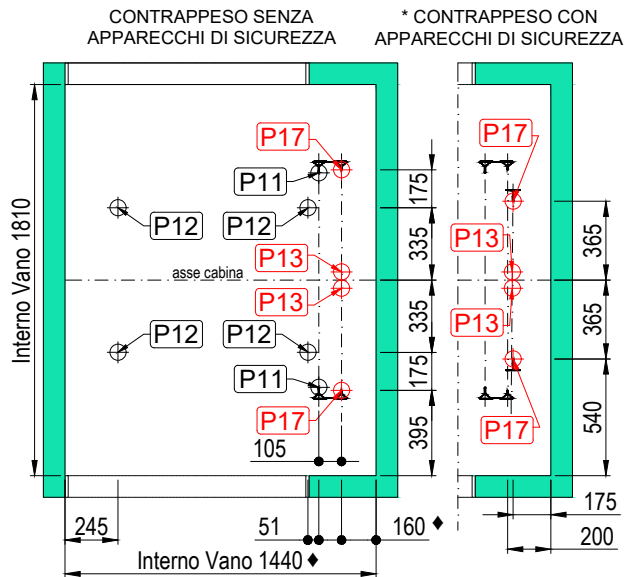 CONTRAPPESO SENZA
APPARECCHI DI SICUREZZA
* CONTRAPPESO CON
APPARECCHI DI SICUREZZA
P17
P17
P11
175
P12
P12
335
365
P13
P13
asse cabina
Interno Vano 1810
P13
P13
335
365
P12
P12
175
P11
P17
P17
395
540
105
175
245
51
160 ♦
200
Interno Vano 1440 ♦